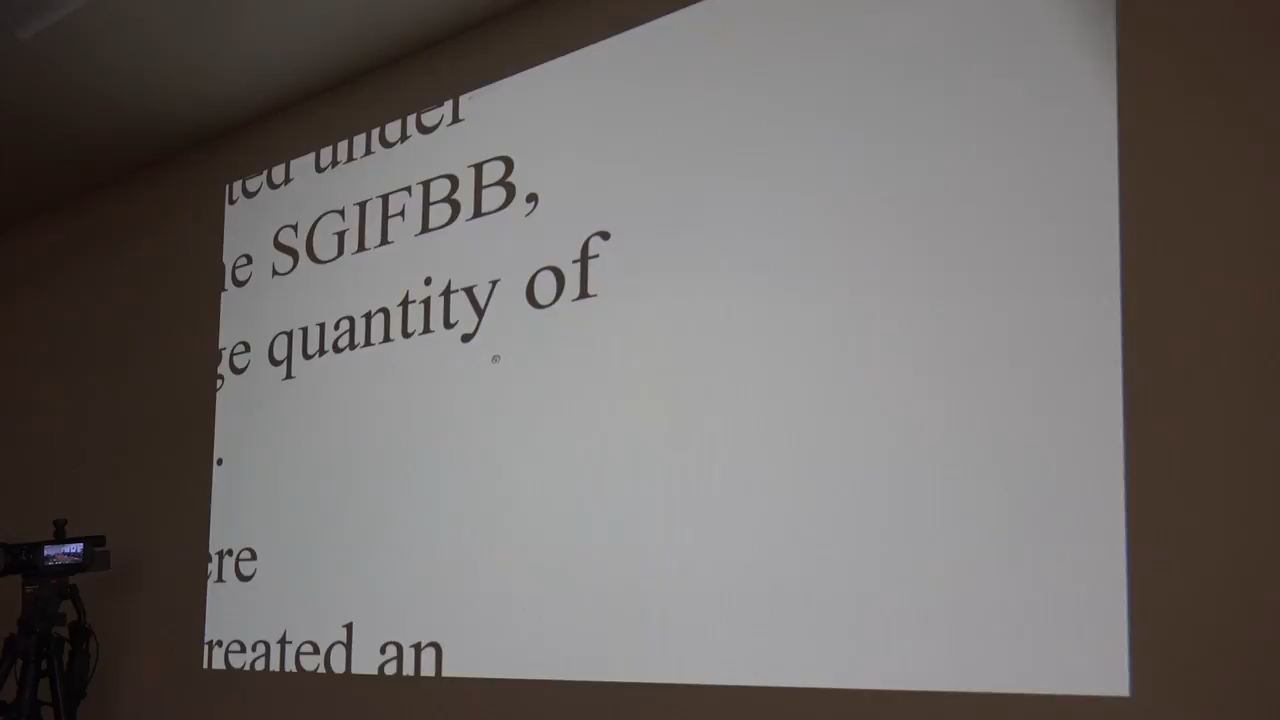 ted under
e SGIFBB,
ge quantity of
.
ere
reated an